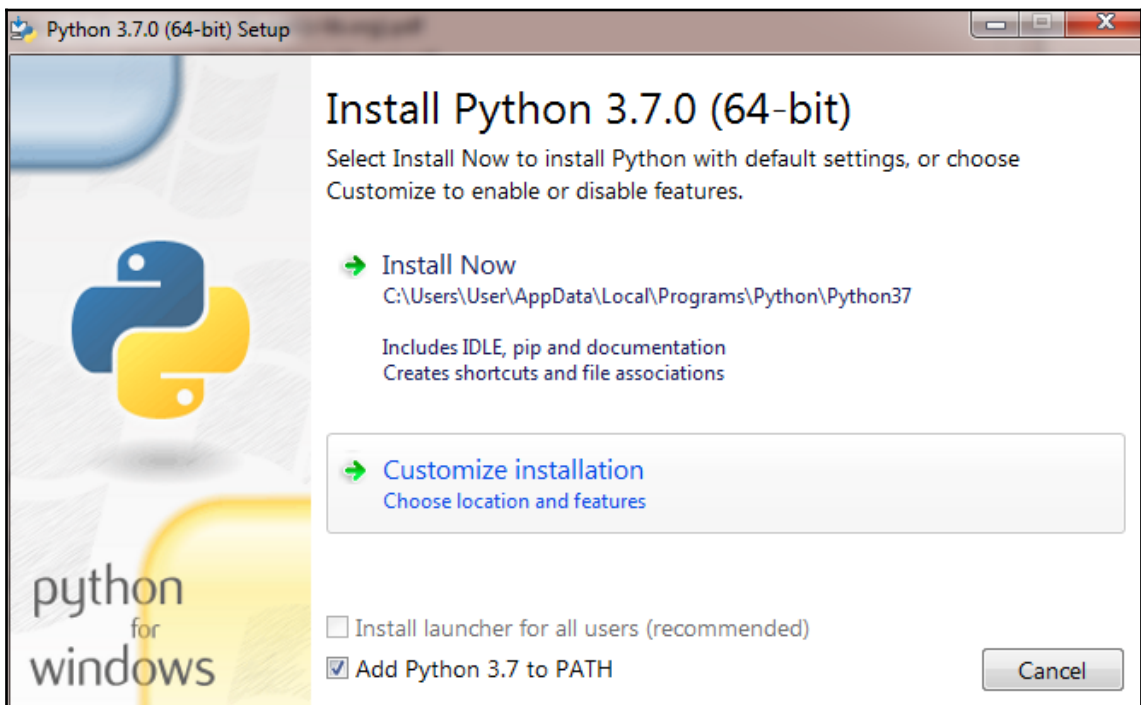 Python 3.7.0 (64-bit) Setup
Install Python 3.7.0 (64-bit)
Select Install Now to install Python with default settings, or choose
Customize to enable or disable features.
Install Now
C:\Users\User\AppData\Local\Programs\Python\Python37
Includes IDLE, pip and documentation
Creates shortcuts and file associations
Customize installation
Choose location and features
python
for
windows
Install launcher for all users (recommended)
Add Python 3.7 to PATH
Cancel